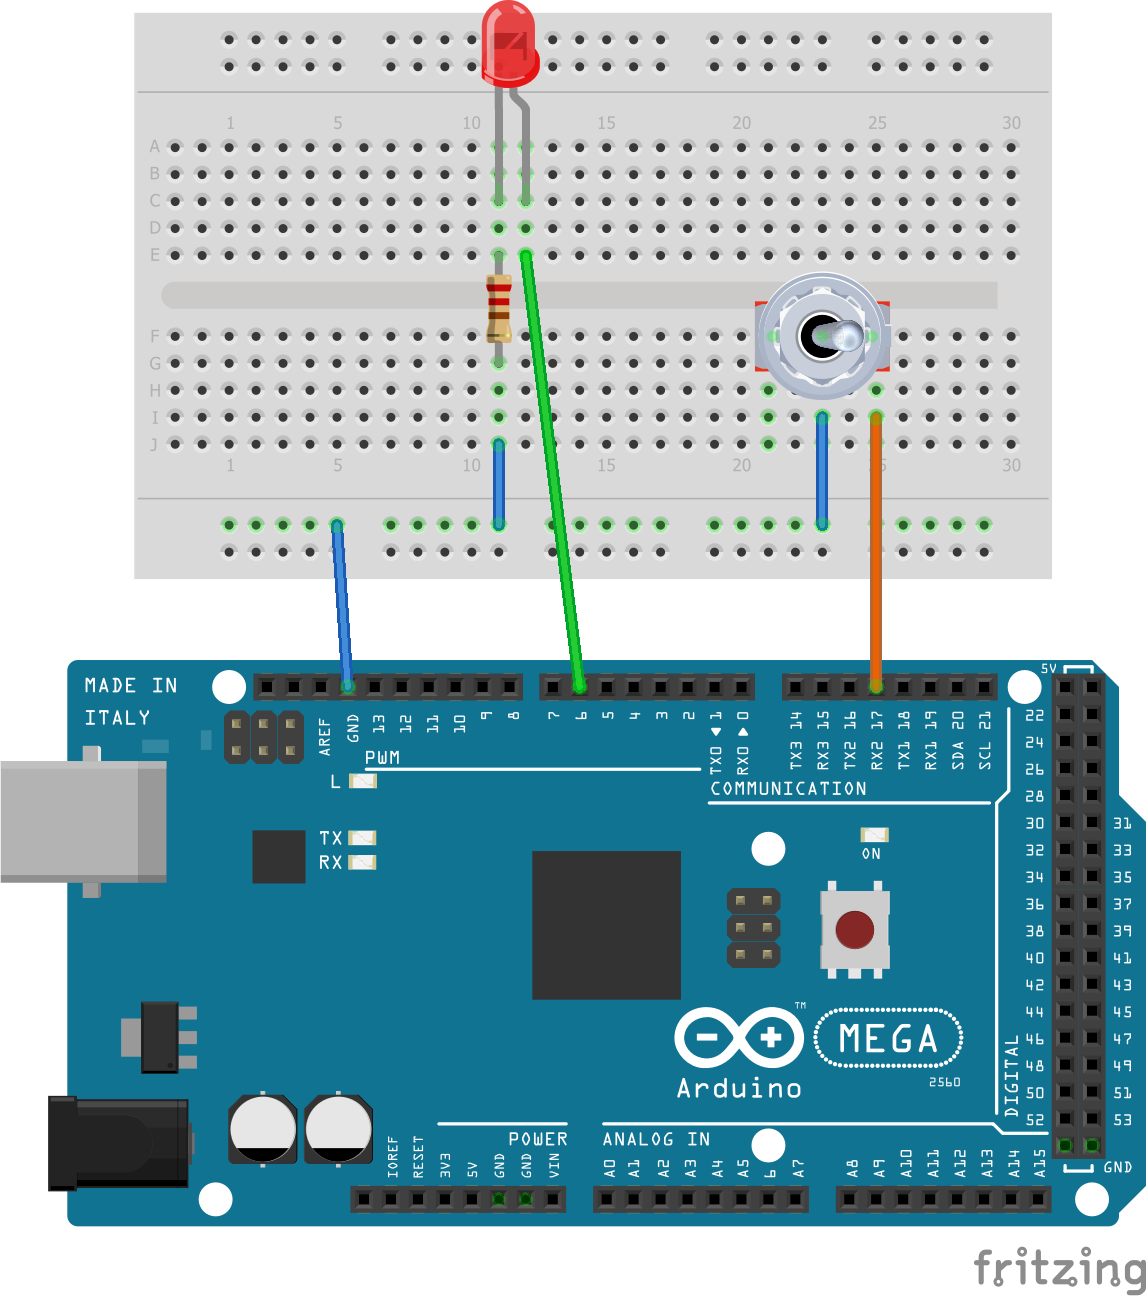 1 5 10 15 20 25 30
A
B
C
D
E
F
G
H
I
J
1 5 10 15 20 30
MADE IN
ITALY
AREF
GND
13
12
11
10
9
8
7
6
5
4
3
2
TX0 ◀ 1
RX0 ▶ 0
TX3 14
RX3 15
TX2 16
RX2 17
TX1 18
RX1 19
SDA 20
SCL 21
PWM
COMMUNICATION
L
TX
RX
ON
5V
22
24
26
28
30 31
32 33
34 35
36 37
38 39
40 41
42 43
44 45
46 47
48 49
50 51
52 53
GND
DIGITAL
TM
MEGA
2560
Arduino
POWER
ANALOG IN
IOREF
RESET
3V3
5V
GND
GND
VIN
A0
A1
A2
A3
A4
A5
A7
A8
A9
A10
A11
A12
A13
A14
A15
fritzing